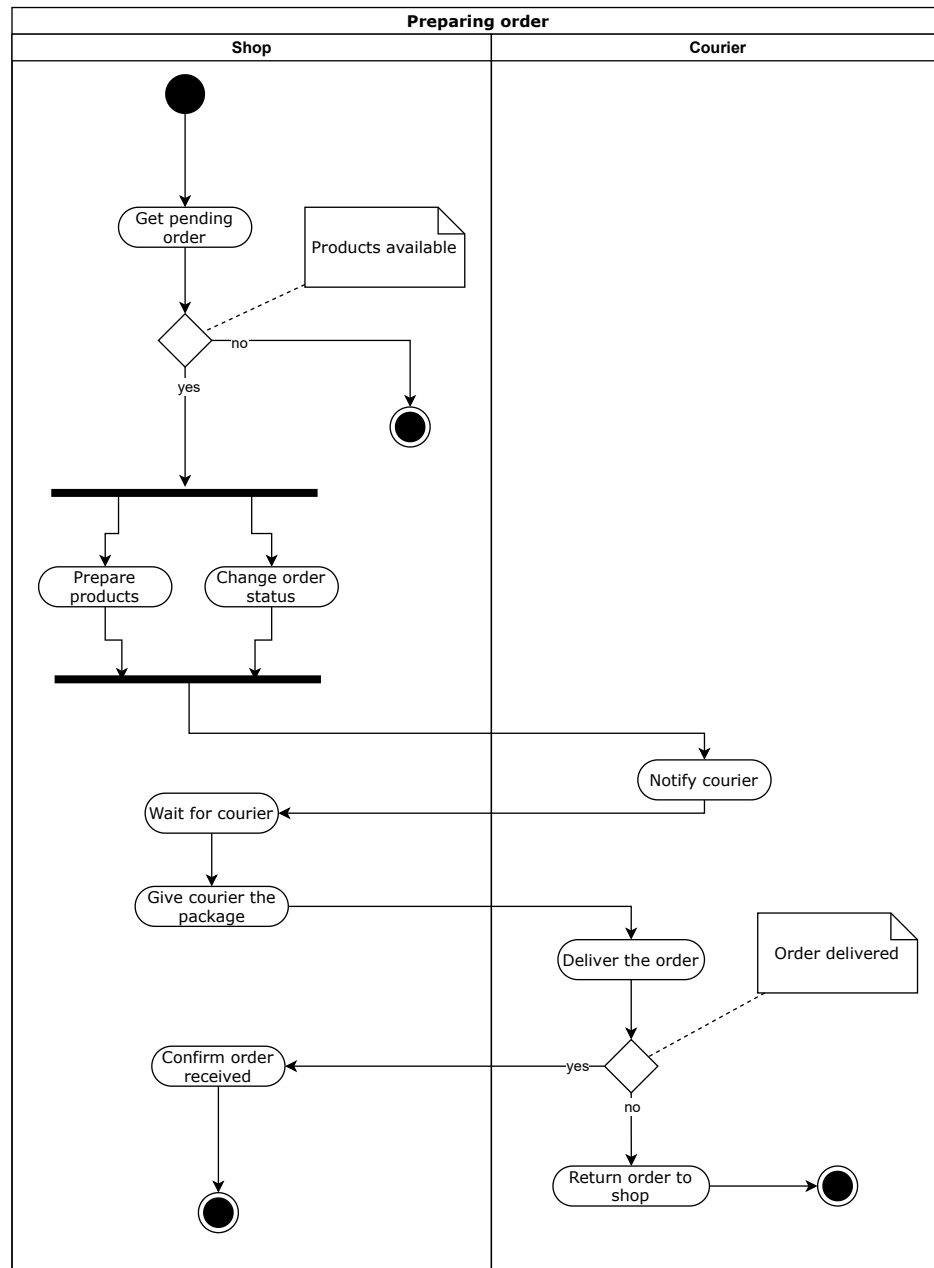 Preparing order
Shop
Courier
Get pending
order
Products available
no
yes
Prepare
products
Change order
status
Notify courier
Wait for courier
Give courier the
package
Deliver the order
Order delivered
Confirm order
received
yes
no
Return order to
shop